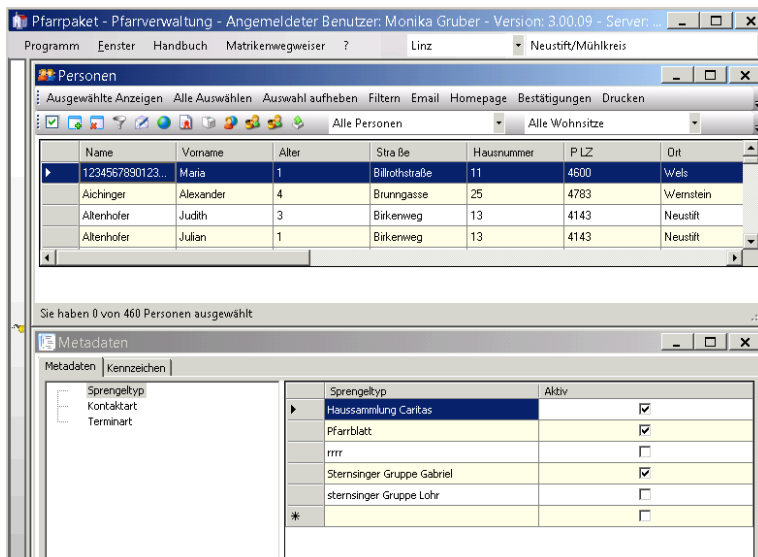 Pfarrpaket - Pfarrverwaltung - Angemeldeter Benutzer: Monika Gruber - Version: 3.00.09 - Server: ...
Programm Fenster Handbuch Matrikenwegweiser ? Linz Neustift/Mühlkreis
Personen
Ausgewählte Anzeigen Alle Auswählen Auswahl aufheben Filtern Email Homepage Bestätigungen Drucken
Alle Personen Alle Wohnsitze
Name Vorname Alter Straße Hausnummer PLZ Ort
1234567890123... Maria 1 Billrothstraße 11 4600 Wels
Aichinger Alexander 4 Brunngasse 25 4783 Wernstein
Altenhofer Judith 3 Birkenweg 13 4143 Neustift
Altenhofer Julian 1 Birkenweg 13 4143 Neustift
Sie haben 0 von 460 Personen ausgewählt
Metadaten
Metadaten Kennzeichen
Sprengeltyp
Kontaktart
Terminart
Sprengeltyp Aktiv
Haussammlung Caritas
Pfarrblatt
rrrr
Sternsinger Gruppe Gabriel
sternsinger Gruppe Lohr